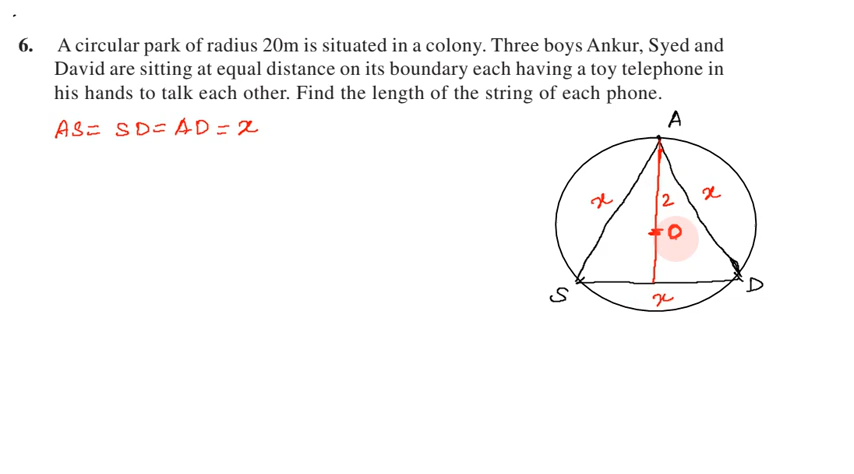 6. A circular park of radius 20m is situated in a colony. Three boys Ankur, Syed and
David are sitting at equal distance on its boundary each having a toy telephone in
his hands to talk each other. Find the length of the string of each phone.
AS = SD = AD = x
A
x
2
x
O
S
D
x